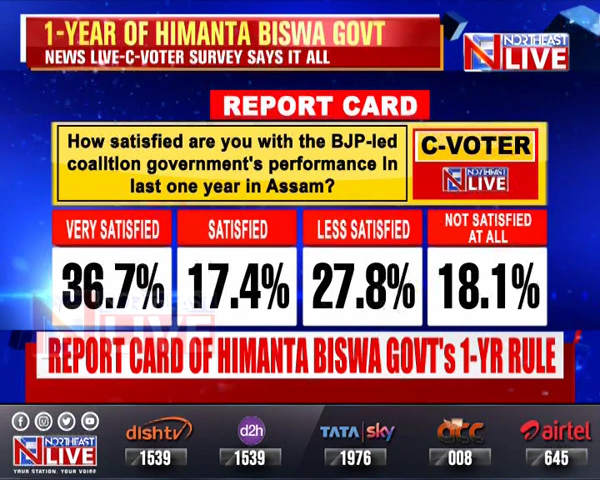 1-YEAR OF HIMANTA BISWA GOVT
NEWS LIVE-C-VOTER SURVEY SAYS IT ALL
NORTHEAST
N LIVE
REPORT CARD
How satisfied are you with the BJP-led
coalition government's performance In
last one year in Assam?
C-VOTER
NORTHEAST
N LIVE
VERY SATISFIED
SATISFIED
LESS SATISFIED
NOT SATISFIED
AT ALL
36.7%
17.4%
27.8%
18.1%
NORTHEAST
N LIVE
REPORT CARD OF HIMANTA BISWA GOVT's 1-YR RULE
NORTHEAST
N LIVE
YOUR STATION, YOUR VOICE
dishtv
1539
d2h
1539
TATA sky
1976
dtc
008
airtel
645